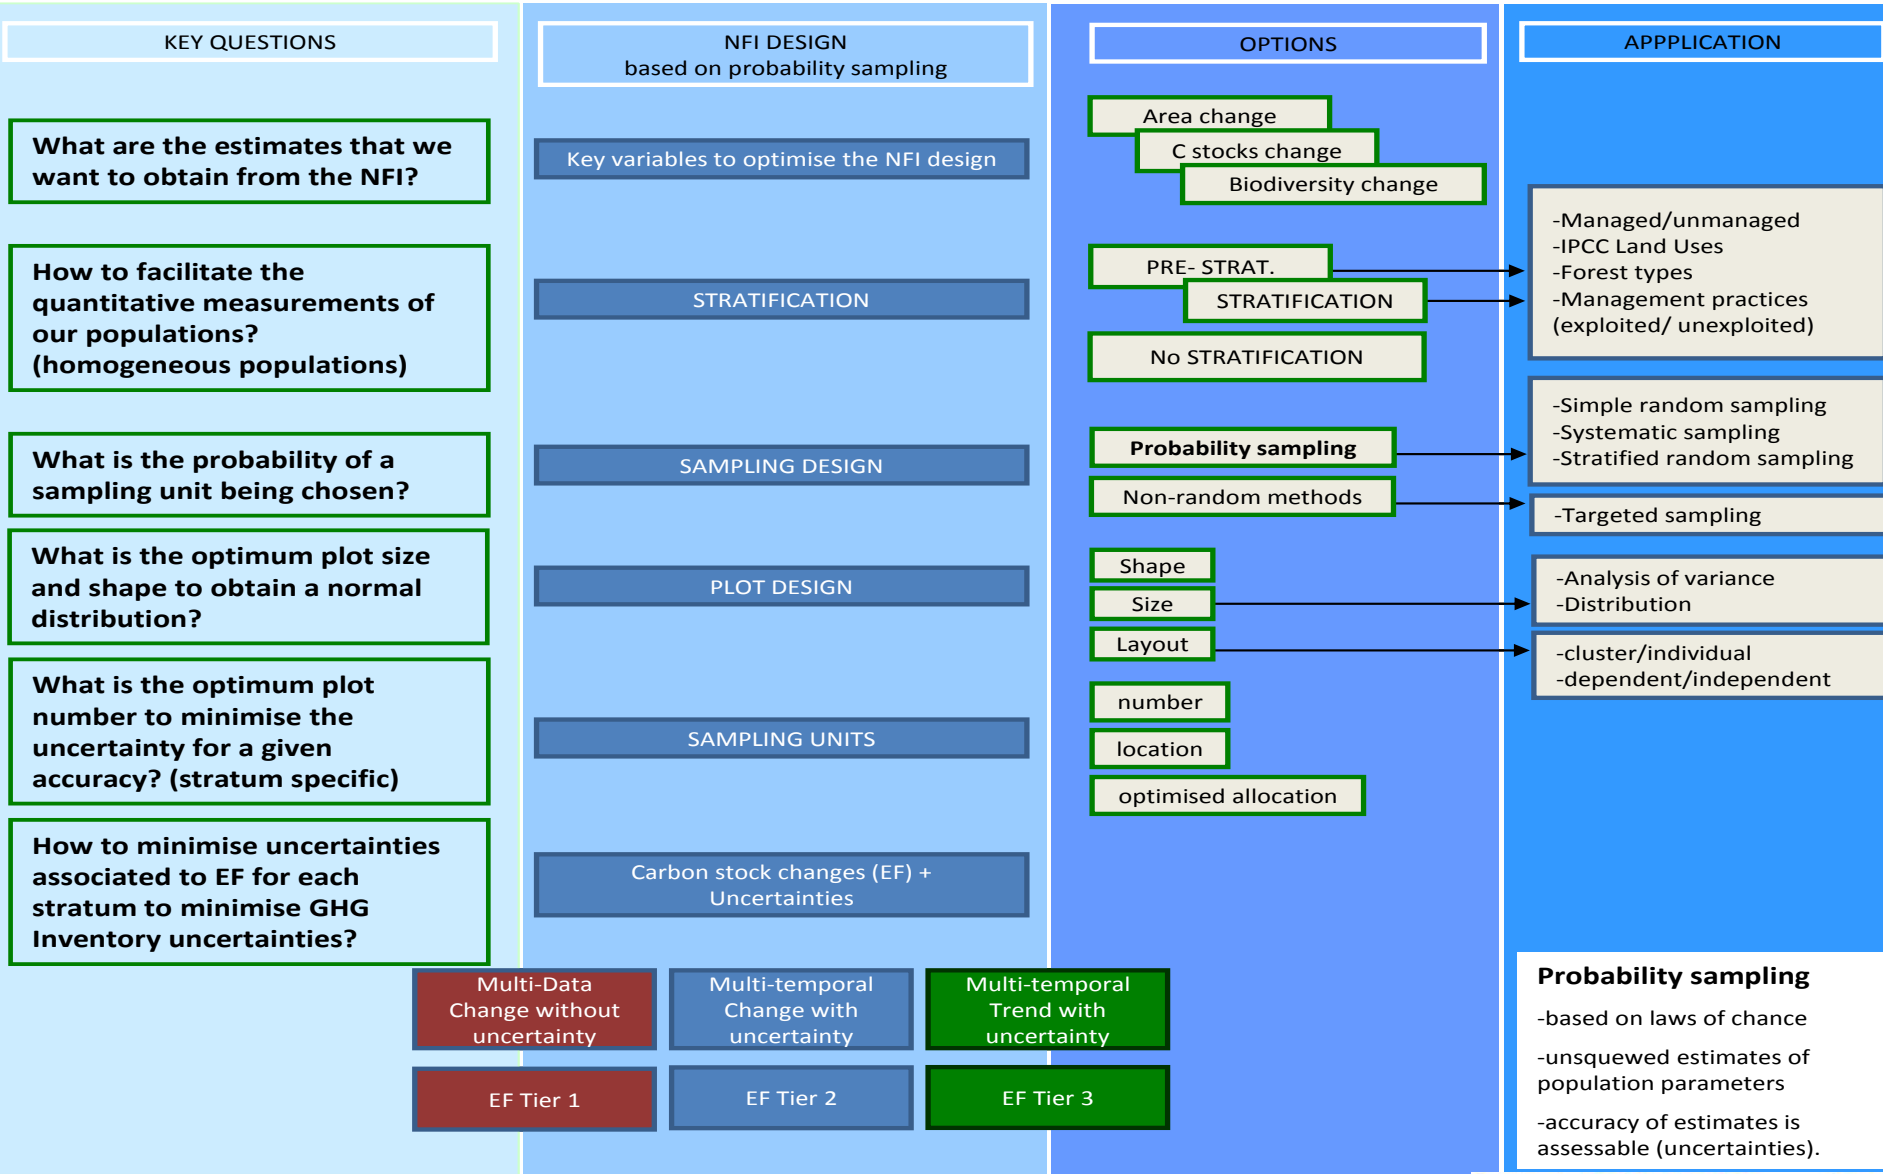 KEY QUESTIONS
NFI DESIGN
based on probability sampling
OPTIONS
APPPLICATION
What are the estimates that we
want to obtain from the NFI?
Key variables to optimise the NFI design
Area change
C stocks change
Biodiversity change
How to facilitate the
quantitative measurements of
our populations?
(homogeneous populations)
STRATIFICATION
PRE- STRAT.
STRATIFICATION
No STRATIFICATION
-Managed/unmanaged
-IPCC Land Uses
-Forest types
-Management practices
(exploited/ unexploited)
What is the probability of a
sampling unit being chosen?
SAMPLING DESIGN
Probability sampling
Non-random methods
-Simple random sampling
-Systematic sampling
-Stratified random sampling
-Targeted sampling
What is the optimum plot size
and shape to obtain a normal
distribution?
PLOT DESIGN
Shape
Size
Layout
-Analysis of variance
-Distribution
-cluster/individual
-dependent/independent
What is the optimum plot
number to minimise the
uncertainty for a given
accuracy? (stratum specific)
SAMPLING UNITS
number
location
optimised allocation
How to minimise uncertainties
associated to EF for each
stratum to minimise GHG
Inventory uncertainties?
Carbon stock changes (EF) +
Uncertainties
Multi-Data
Change without
uncertainty
Multi-temporal
Change with
uncertainty
Multi-temporal
Trend with
uncertainty
EF Tier 1
EF Tier 2
EF Tier 3
Probability sampling
-based on laws of chance
-unsquewed estimates of
population parameters
-accuracy of estimates is
assessable (uncertainties).